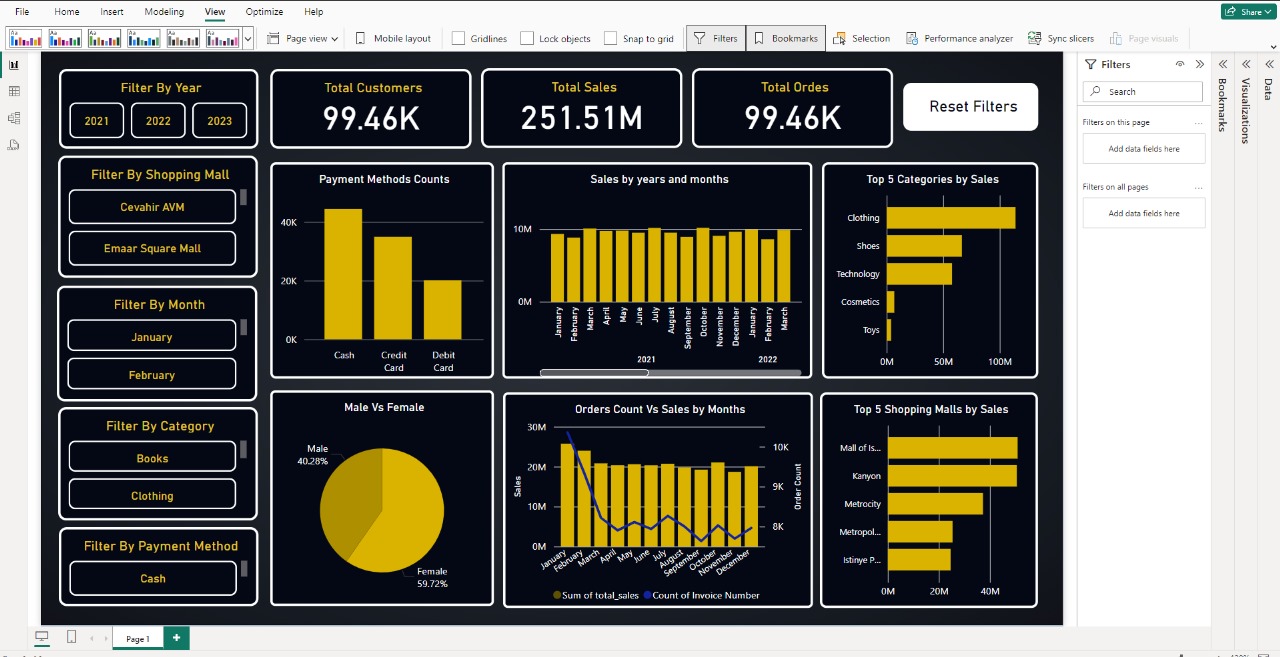 File Home Insert Modeling View Optimize Help
Share
Aa Aa Aa Aa Aa Aa
Page view Mobile layout Gridlines Lock objects Snap to grid Filters Bookmarks Selection Performance analyzer Sync slicers Page visuals
Filter By Year
2021 2022 2023
Total Customers
99.46K
Total Sales
251.51M
Total Ordes
99.46K
Reset Filters
Filter By Shopping Mall
Cevahir AVM
Emaar Square Mall
Filter By Month
January
February
Filter By Category
Books
Clothing
Filter By Payment Method
Cash
Payment Methods Counts
40K
20K
0K
Cash Credit Card Debit Card
Sales by years and months
10M
0M
January February March April May June July August September October November December January February March
2021 2022
Top 5 Categories by Sales
Clothing
Shoes
Technology
Cosmetics
Toys
0M 50M 100M
Male Vs Female
Male
40.28%
Female
59.72%
Orders Count Vs Sales by Months
30M
20M
10M
0M
Sales
10K
9K
8K
Order Count
January February March April May June July August September October November December
Sum of total_sales Count of Invoice Number
Top 5 Shopping Malls by Sales
Mall of Is...
Kanyon
Metrocity
Metropol...
Istinye P...
0M 20M 40M
Filters
Search
Filters on this page ...
Add data fields here
Filters on all pages ...
Add data fields here
Bookmarks
Visualizations
Data
Page 1
+